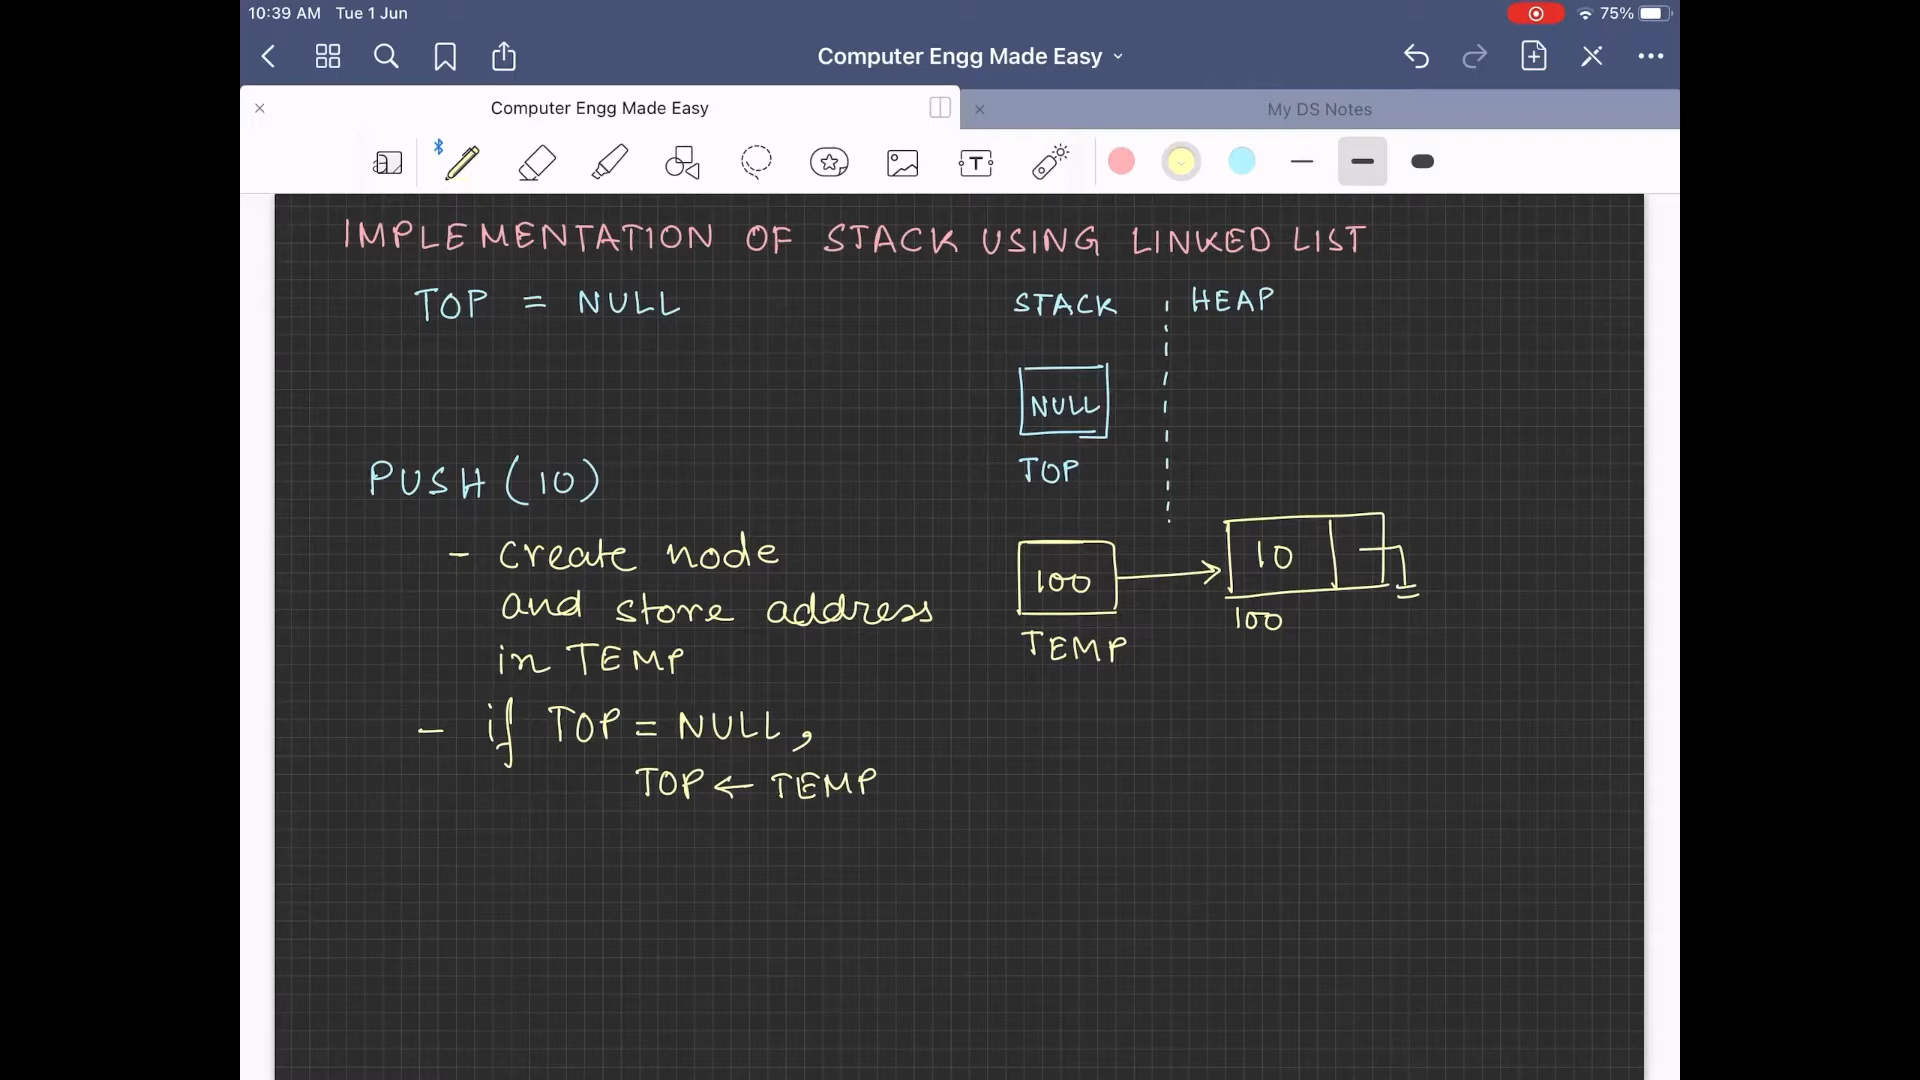 10:39 AM Tue 1 Jun
75%
Computer Engg Made Easy
Computer Engg Made Easy
My DS Notes
IMPLEMENTATION OF STACK USING LINKED LIST
TOP = NULL
STACK HEAP
NULL
TOP
PUSH (10)
- create node
and store address
in TEMP
100
TEMP
10
100
- if TOP = NULL,
TOP ← TEMP